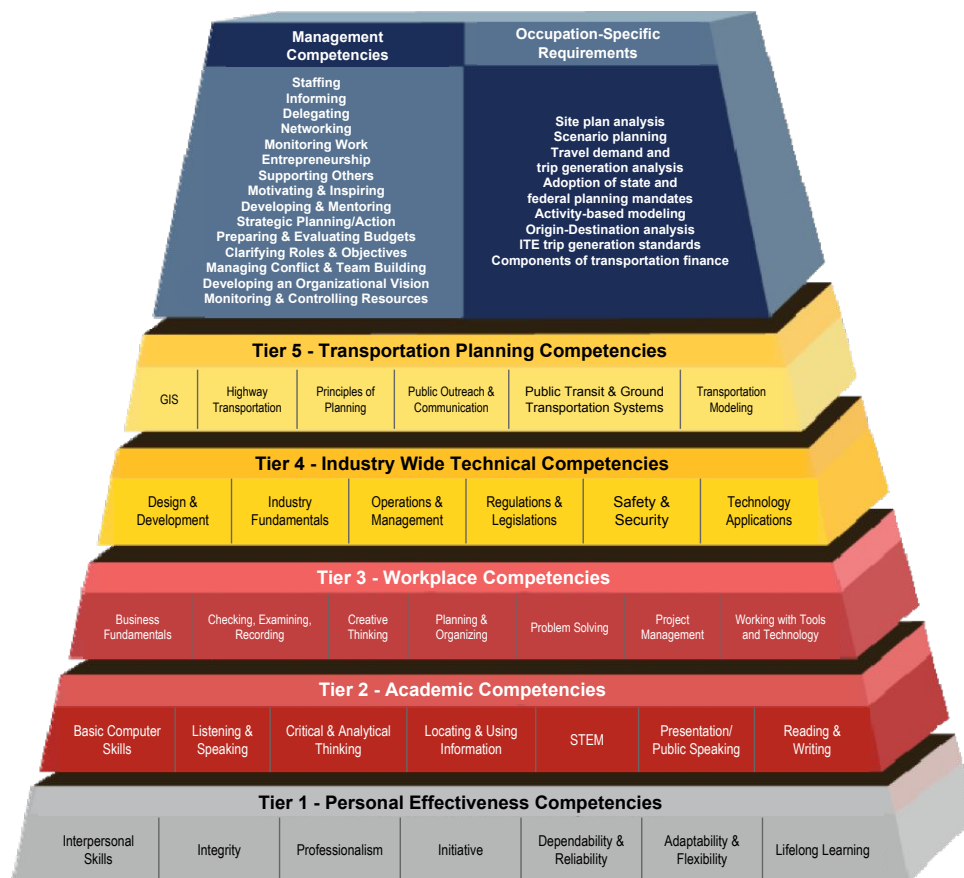 Management
Competencies
Staffing
Informing
Delegating
Networking
Monitoring Work
Entrepreneurship
Supporting Others
Motivating & Inspiring
Developing & Mentoring
Strategic Planning/Action
Preparing & Evaluating Budgets
Clarifying Roles & Objectives
Managing Conflict & Team Building
Developing an Organizational Vision
Monitoring & Controlling Resources
Occupation-Specific
Requirements
Site plan analysis
Scenario planning
Travel demand and
trip generation analysis
Adoption of state and
federal planning mandates
Activity-based modeling
Origin-Destination analysis
ITE trip generation standards
Components of transportation finance
Tier 5 - Transportation Planning Competencies
GIS
Highway
Transportation
Principles of
Planning
Public Outreach &
Communication
Public Transit & Ground
Transportation Systems
Transportation
Modeling
Tier 4 - Industry Wide Technical Competencies
Design &
Development
Industry
Fundamentals
Operations &
Management
Regulations &
Legislations
Safety &
Security
Technology
Applications
Tier 3 - Workplace Competencies
Business
Fundamentals
Checking, Examining,
Recording
Creative
Thinking
Planning &
Organizing
Problem Solving
Project
Management
Working with Tools
and Technology
Tier 2 - Academic Competencies
Basic Computer
Skills
Listening &
Speaking
Critical & Analytical
Thinking
Locating & Using
Information
STEM
Presentation/
Public Speaking
Reading &
Writing
Tier 1 - Personal Effectiveness Competencies
Interpersonal
Skills
Integrity
Professionalism
Initiative
Dependability &
Reliability
Adaptability &
Flexibility
Lifelong Learning